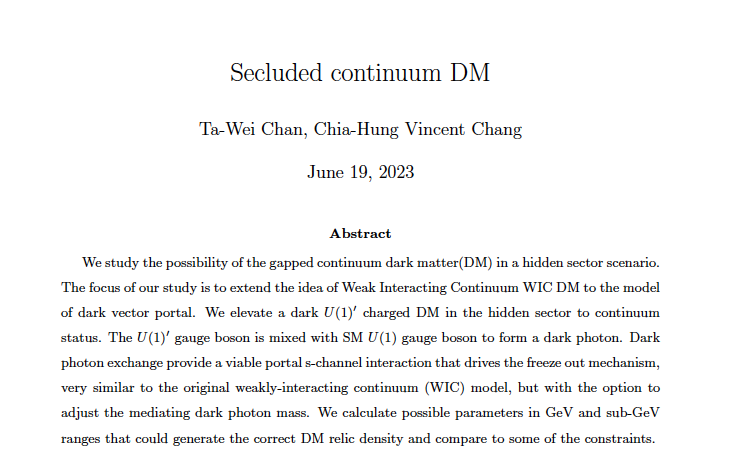 Secluded continuum DM
Ta-Wei Chan, Chia-Hung Vincent Chang
June 19, 2023
Abstract
We study the possibility of the gapped continuum dark matter(DM) in a hidden sector scenario.
The focus of our study is to extend the idea of Weak Interacting Continuum WIC DM to the model
of dark vector portal. We elevate a dark U(1)′ charged DM in the hidden sector to continuum
status. The U(1)′ gauge boson is mixed with SM U(1) gauge boson to form a dark photon. Dark
photon exchange provide a viable portal s-channel interaction that drives the freeze out mechanism,
very similar to the original weakly-interacting continuum (WIC) model, but with the option to
adjust the mediating dark photon mass. We calculate possible parameters in GeV and sub-GeV
ranges that could generate the correct DM relic density and compare to some of the constraints.